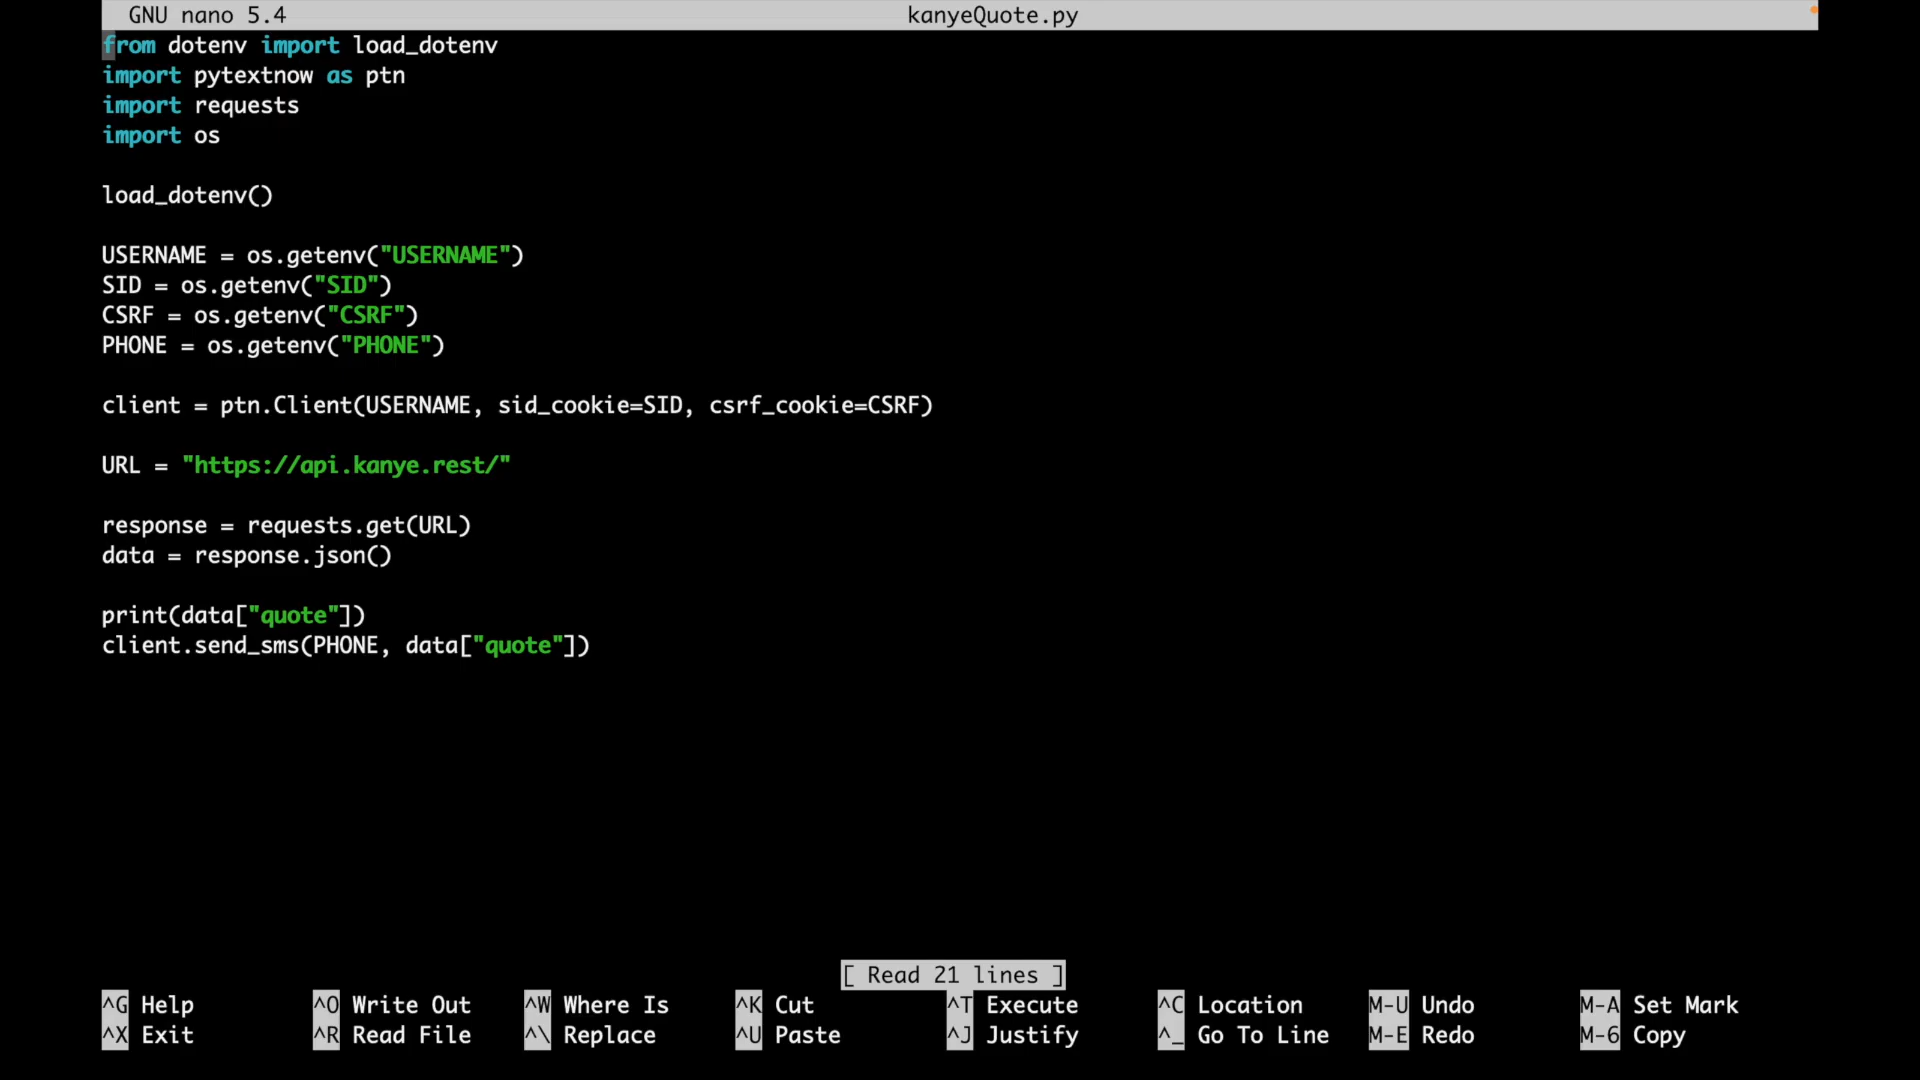 GNU nano 5.4 kanyeQuote.py
from dotenv import load_dotenv
import pytextnow as ptn
import requests
import os

load_dotenv()

USERNAME = os.getenv("USERNAME")
SID = os.getenv("SID")
CSRF = os.getenv("CSRF")
PHONE = os.getenv("PHONE")

client = ptn.Client(USERNAME, sid_cookie=SID, csrf_cookie=CSRF)

URL = "https://api.kanye.rest/"

response = requests.get(URL)
data = response.json()

print(data["quote"])
client.send_sms(PHONE, data["quote"])

[ Read 21 lines ]
^G Help ^O Write Out ^W Where Is ^K Cut ^T Execute ^C Location M-U Undo M-A Set Mark
^X Exit ^R Read File ^\ Replace ^U Paste ^J Justify ^_ Go To Line M-E Redo M-6 Copy